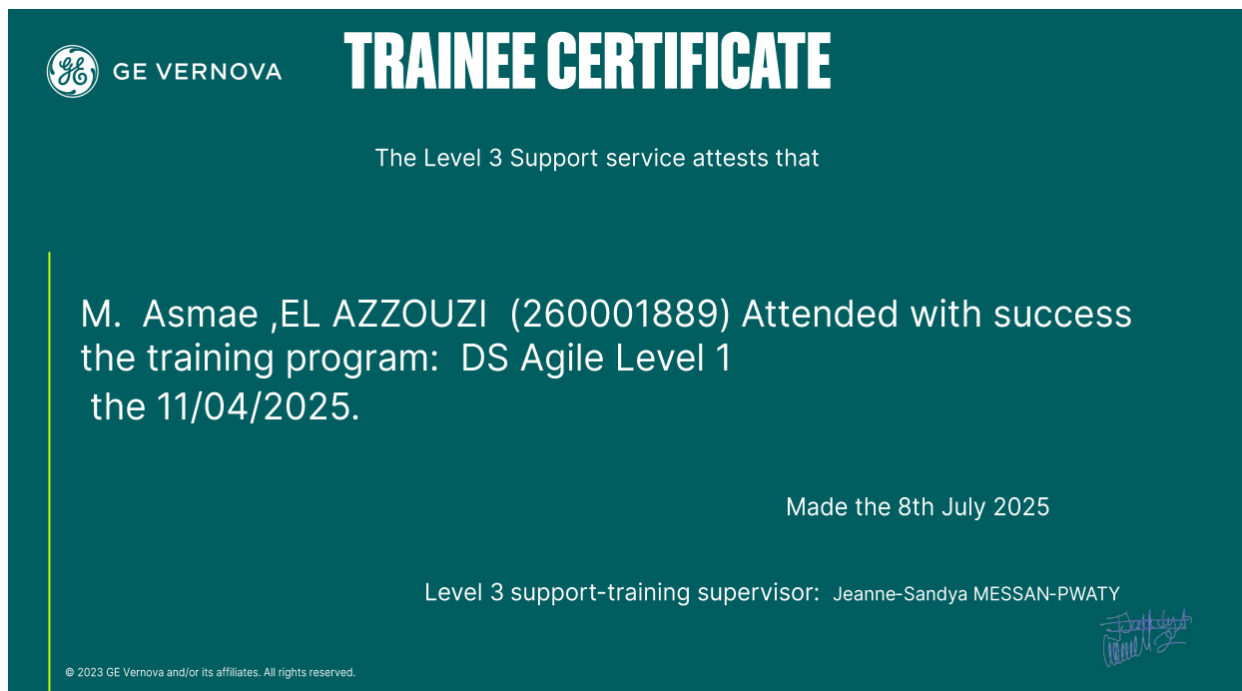 GE VERNOVA
TRAINEE CERTIFICATE
The Level 3 Support service attests that
M.  Asmae ,EL AZZOUZI  (260001889) Attended with success
the training program:  DS Agile Level 1
the 11/04/2025.
Made the 8th July 2025
Level 3 support-training supervisor:  Jeanne-Sandya MESSAN-PWATY
© 2023 GE Vernova and/or its affiliates. All rights reserved.